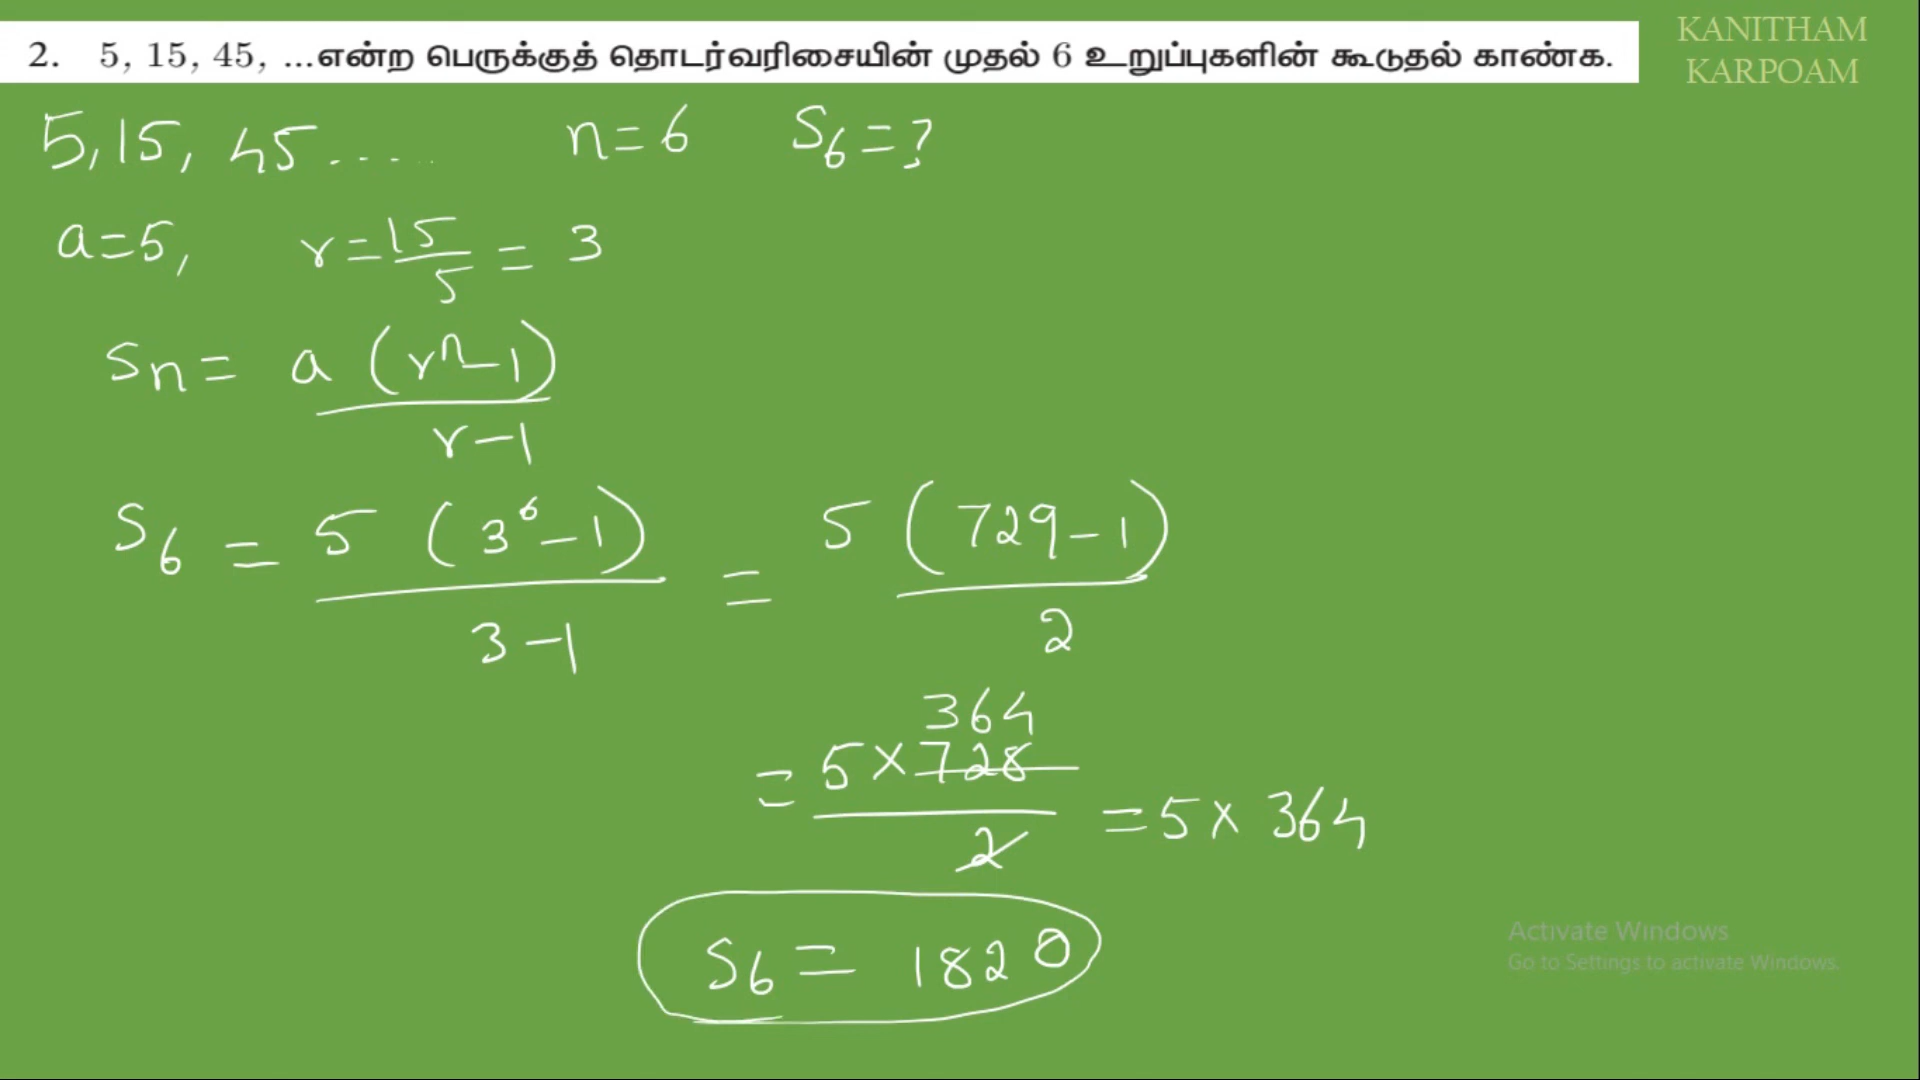 2. 5, 15, 45, ...என்ற பெருக்குத் தொடர்வரிசையின் முதல் 6 உறுப்புகளின் கூடுதல் காண்க.
KANITHAM
KARPOAM
5, 15, 45 ..... n = 6 S₆ = ?
a = 5, r = 15/5 = 3
Sn = a (rⁿ - 1) / r - 1
S₆ = 5 (3⁶ - 1) / 3 - 1 = 5 (729 - 1) / 2
364
= 5 × 728 / 2 = 5 × 364
S₆ = 1820
Activate Windows
Go to Settings to activate Windows.